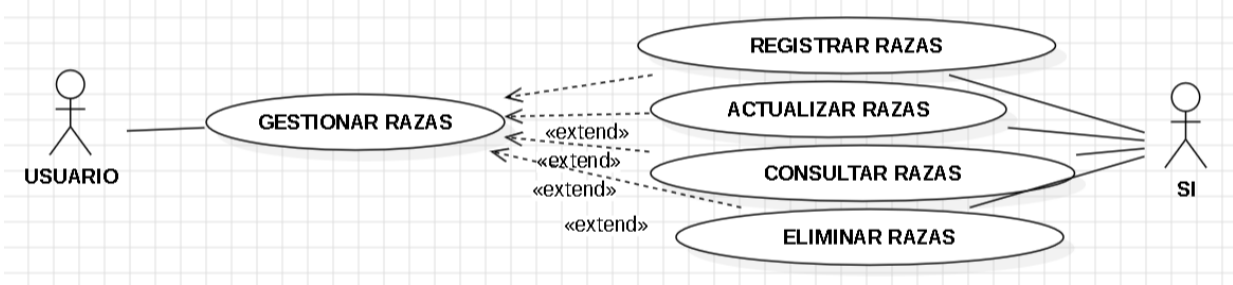 REGISTRAR RAZAS
ACTUALIZAR RAZAS
GESTIONAR RAZAS
«extend»
«extend»
CONSULTAR RAZAS
USUARIO
«extend»
SI
«extend»
ELIMINAR RAZAS